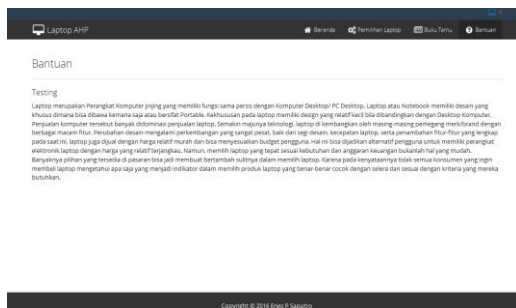 Laptop AHP
Beranda
Pemilihan Laptop
Buku Tamu
Bantuan
Bantuan
Testing
Laptop merupakan Perangkat Komputer Jinjing yang memiliki fungsi sama persis dengan Komputer Desktop/ PC Desktop. Laptop atau Notebook memiliki desain yang
khusus dimana bisa dibawa kemana saja atau bersifat Portable. Kekhususan pada laptop memiliki design yang relatif kecil bila dibandingkan dengan Desktop Komputer.
Penjualan komputer tersebut banyak didominasi penjualan laptop. Semakin majunya teknologi, laptop di kembangkan oleh masing-masing pemegang merk/brand dengan
berbagai macam fitur. Perubahan desain mengalami perkembangan yang sangat pesat, baik dari segi desain, kecepatan laptop, serta penambahan fitur-fitur yang lengkap
pada saat ini, laptop juga dijual dengan harga relatif murah dan bisa menyesuaikan budget pengguna. Hal ini bisa dijadikan alternatif pengguna untuk memiliki perangkat
elektronik laptop dengan harga yang relatif terjangkau. Namun, memilih laptop yang tepat sesuai kebutuhan dan anggaran keuangan bukanlah hal yang mudah.
Banyaknya pilihan yang tersedia di pasaran bisa jadi membuat bertambah sulitnya dalam memilih laptop. Karena pada kenyataannya tidak semua konsumen yang ingin
membeli laptop mengetahui apa saja yang menjadi indikator dalam memilih produk laptop yang benar-benar cocok dengan selera dan sesuai dengan kriteria yang mereka
butuhkan.
Copyright © 2016 Enes P Saputro